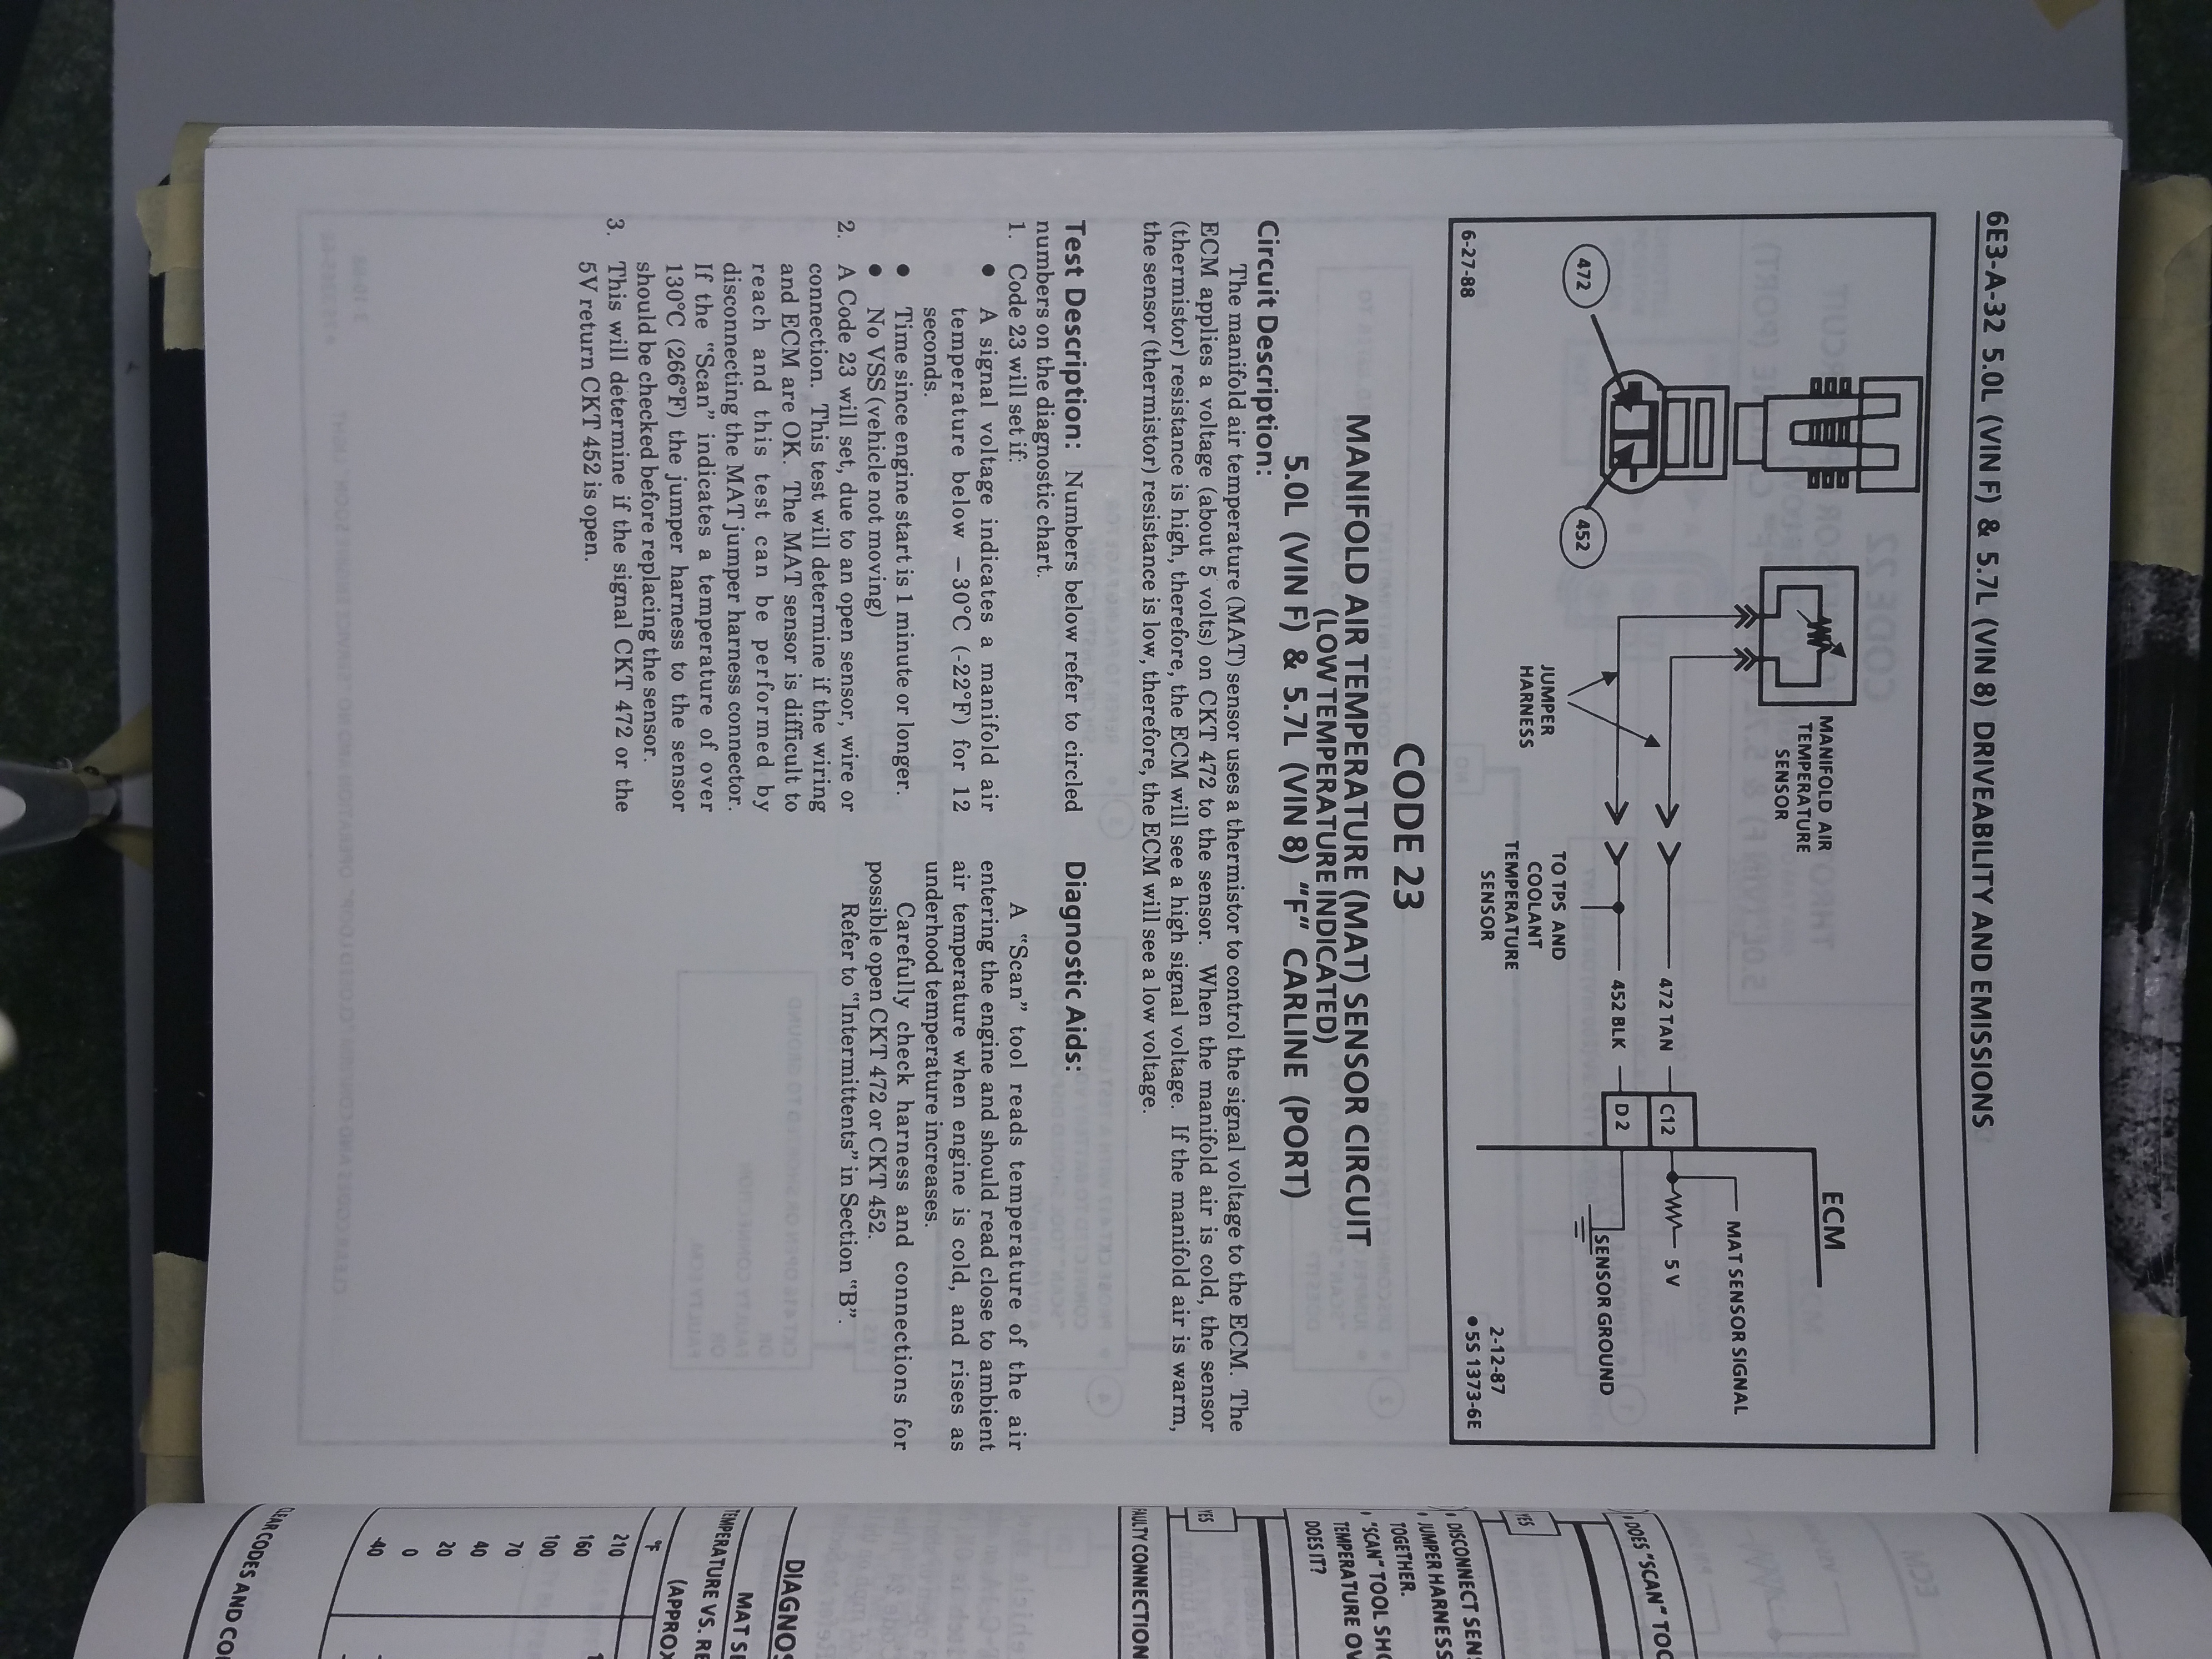 6E3-A-32 5.0L (VIN F) & 5.7L (VIN 8) DRIVEABILITY AND EMISSIONS
472
452
MANIFOLD AIR
TEMPERATURE
SENSOR
JUMPER
HARNESS
TO TPS AND
COOLANT
TEMPERATURE
SENSOR
472 TAN
452 BLK
C12
D2
ECM
MAT SENSOR SIGNAL
5 V
SENSOR GROUND
6-27-88
2-12-87
• 5S 1373-6E
CODE 23
MANIFOLD AIR TEMPERATURE (MAT) SENSOR CIRCUIT
(LOW TEMPERATURE INDICATED)
5.0L (VIN F) & 5.7L (VIN 8) "F" CARLINE (PORT)
Circuit Description:
The manifold air temperature (MAT) sensor uses a thermistor to control the signal voltage to the ECM. The
ECM applies a voltage (about 5 volts) on CKT 472 to the sensor. When the manifold air is cold, the sensor
(thermistor) resistance is high, therefore, the ECM will see a high signal voltage. If the manifold air is warm,
the sensor (thermistor) resistance is low, therefore, the ECM will see a low voltage.
Test Description: Numbers below refer to circled
numbers on the diagnostic chart.
1. Code 23 will set if:
• A signal voltage indicates a manifold air
temperature below – 30°C (-22°F) for 12
seconds.
• Time since engine start is 1 minute or longer.
• No VSS (vehicle not moving)
2. A Code 23 will set, due to an open sensor, wire or
connection. This test will determine if the wiring
and ECM are OK. The MAT sensor is difficult to
reach and this test can be performed by
disconnecting the MAT jumper harness connector.
If the "Scan" indicates a temperature of over
130°C (266°F) the jumper harness to the sensor
should be checked before replacing the sensor.
3. This will determine if the signal CKT 472 or the
5V return CKT 452 is open.
Diagnostic Aids:
A "Scan" tool reads temperature of the air
entering the engine and should read close to ambient
air temperature when engine is cold, and rises as
underhood temperature increases.
Carefully check harness and connections for
possible open CKT 472 or CKT 452.
Refer to "Intermittents" in Section "B".
DOES "SCAN" TOO
YES
DISCONNECT SENS
JUMPER HARNESS
TOGETHER.
"SCAN" TOOL SHO
TEMPERATURE OV
DOES IT?
YES
FAULTY CONNECTION
DIAGNOS
MAT SE
TEMPERATURE VS. RE
(APPROX
°F
210
160
100
70
40
20
0
-40
CLEAR CODES AND CO